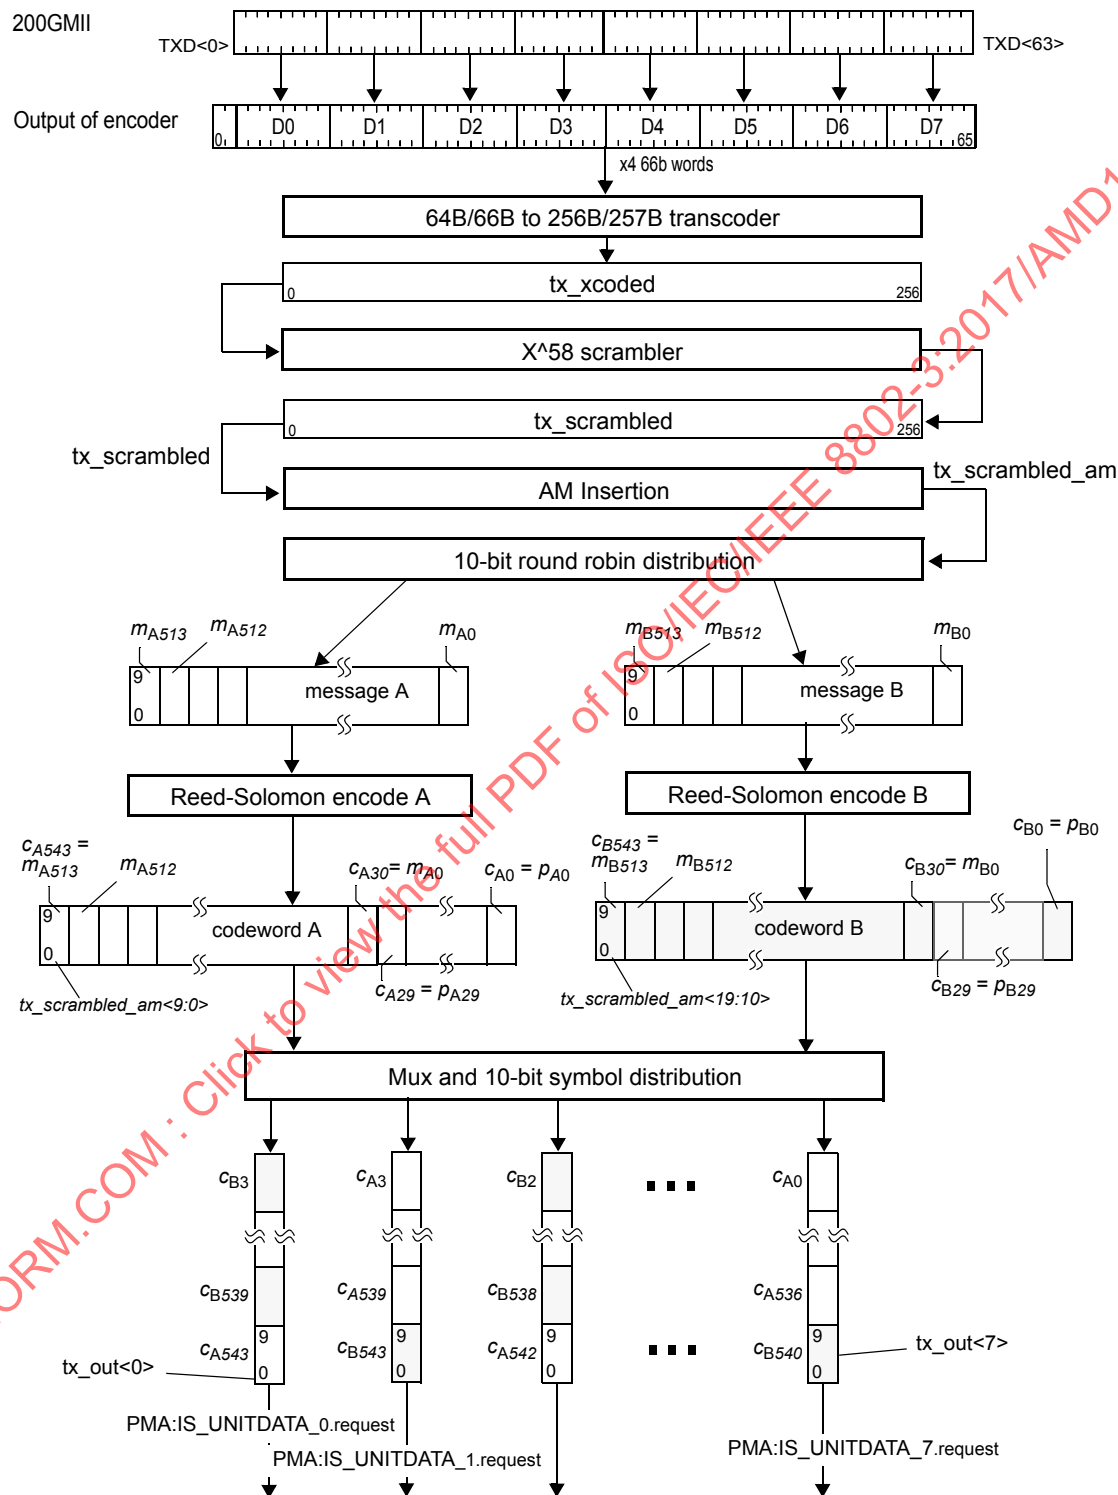 200GMII
TXD<0>
TXD<63>
Output of encoder
0
D0
D1
D2
D3
D4
D5
D6
D7
65
x4 66b words
64B/66B to 256B/257B transcoder
0
tx_xcoded
256
X^58 scrambler
0
tx_scrambled
256
tx_scrambled
tx_scrambled_am
AM Insertion
10-bit round robin distribution
mA513
mA512
mA0
mB513
mB512
mB0
9
0
message A
9
0
message B
Reed-Solomon encode A
Reed-Solomon encode B
cA543 =
mA513
mA512
cA30= mA0
cA0 = pA0
cB543 =
mB513
mB512
cB30= mB0
cB0 = pB0
9
0
codeword A
9
0
codeword B
tx_scrambled_am<9:0>
cA29 = pA29
tx_scrambled_am<19:10>
cB29 = pB29
Mux and 10-bit symbol distribution
cB3
cA3
cB2
cA0
cB539
cA539
cB538
cA536
cA543
9
0
cB543
9
0
cA542
9
0
cB540
9
0
tx_out<0>
tx_out<7>
PMA:IS_UNITDATA_0.request
PMA:IS_UNITDATA_1.request
PMA:IS_UNITDATA_7.request
ORM.COM : Click to view the full PDF of ISO/IEC/IEEE 8802-3:2017/AMD1